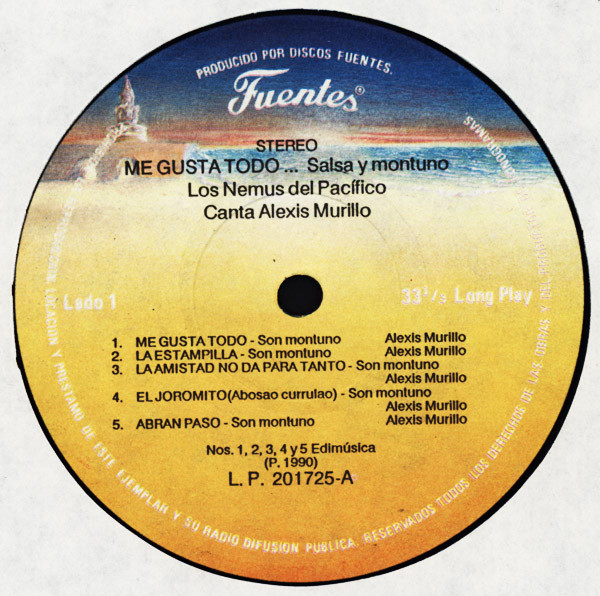 PRODUCIDO POR DISCOS FUENTES.
Fuentes®
STEREO
ME GUSTA TODO ... Salsa y montuno
Los Nemus del Pacífico
Canta Alexis Murillo
Lado 1
33 1/3 Long Play
1. ME GUSTA TODO - Son montuno Alexis Murillo
2. LA ESTAMPILLA - Son montuno Alexis Murillo
3. LA AMISTAD NO DA PARA TANTO - Son montuno
Alexis Murillo
4. EL JOROMITO (Abosao currulao) - Son montuno
Alexis Murillo
5. ABRAN PASO - Son montuno Alexis Murillo
Nos. 1, 2, 3, 4 y 5 Edimúsica
(P. 1990)
L. P. 201725-A
LOCACION Y PRESTAMO DE ESTE EJEMPLAR Y SU RADIO DIFUSION PUBLICA. RESERVADOS TODOS LOS DERECHOS DE LAS OBRAS Y DEL